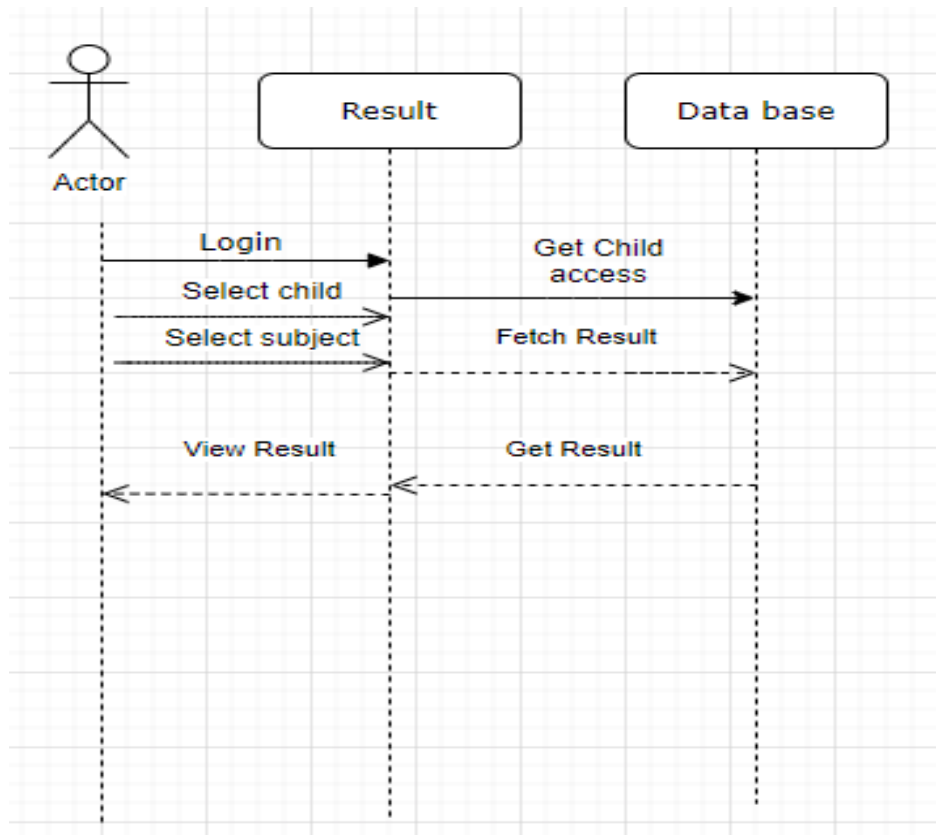 Result
Data base
Actor
Login
Get Child
access
Select child
Select subject
Fetch Result
View Result
Get Result